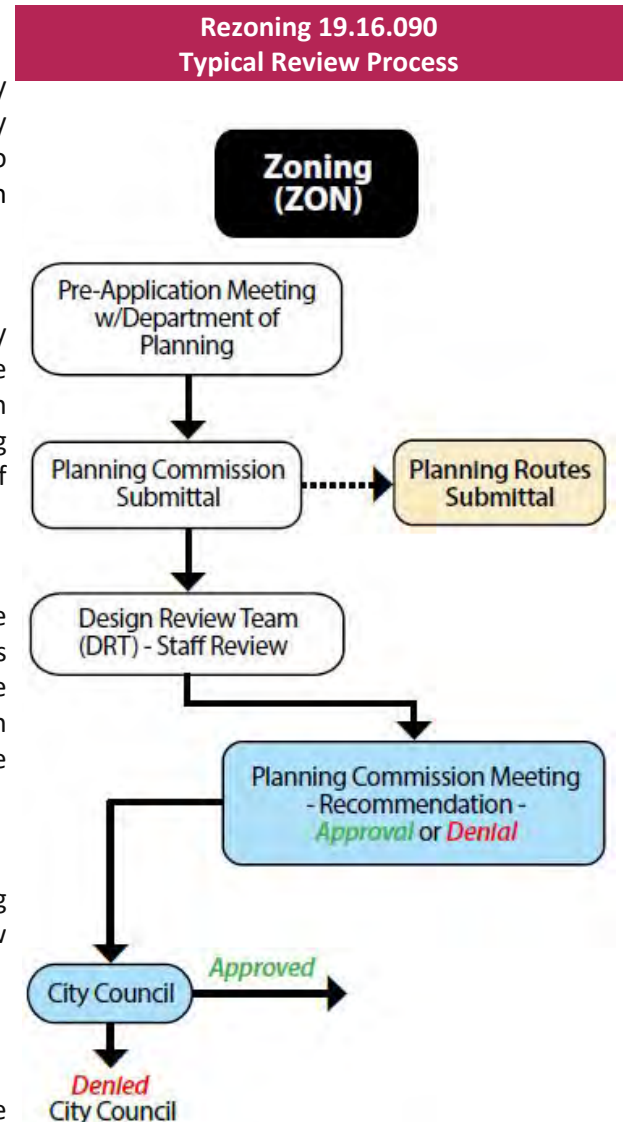 Rezoning 19.16.090
Typical Review Process
Zoning
(ZON)
Pre-Application Meeting
w/Department of
Planning
Planning Commission
Submittal
Planning Routes
Submittal
Design Review Team
(DRT) - Staff Review
Planning Commission Meeting
- Recommendation -
Approval or Denial
City Council
Approved
Denied
City Council